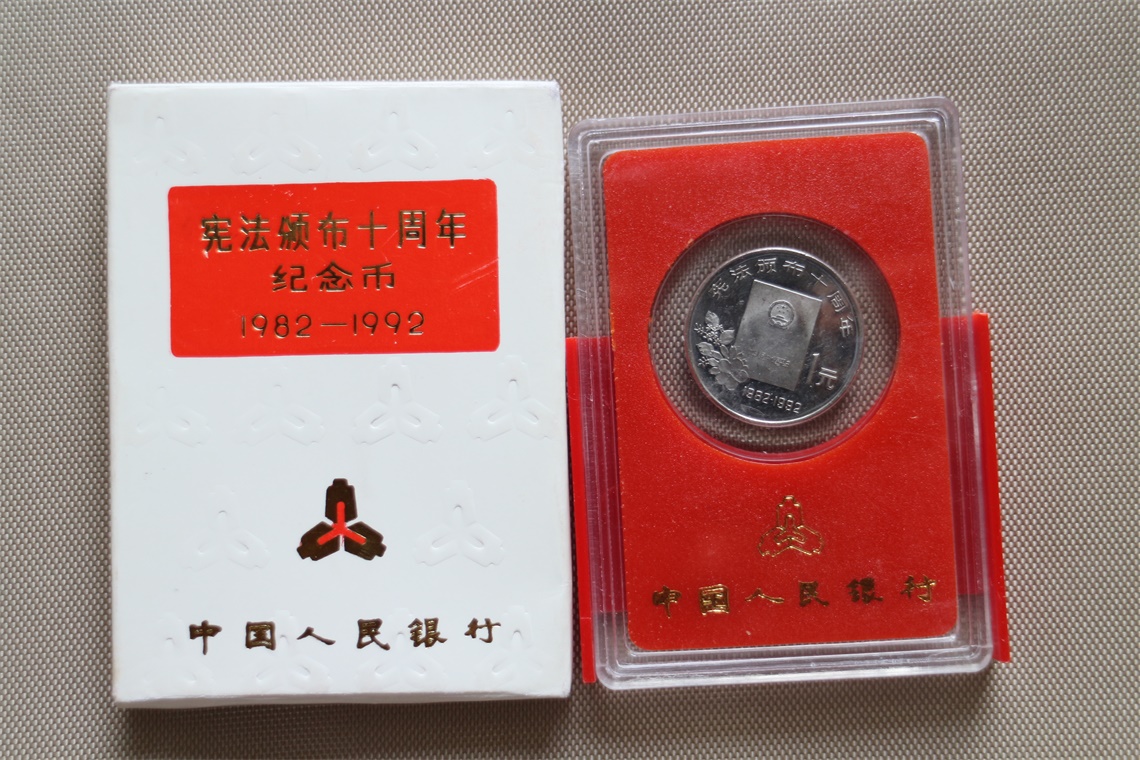 宪法颁布十周年
纪念币
1982—1992
中国人民银行
宪法颁布十周年
1元
1982·1992
中国人民银行